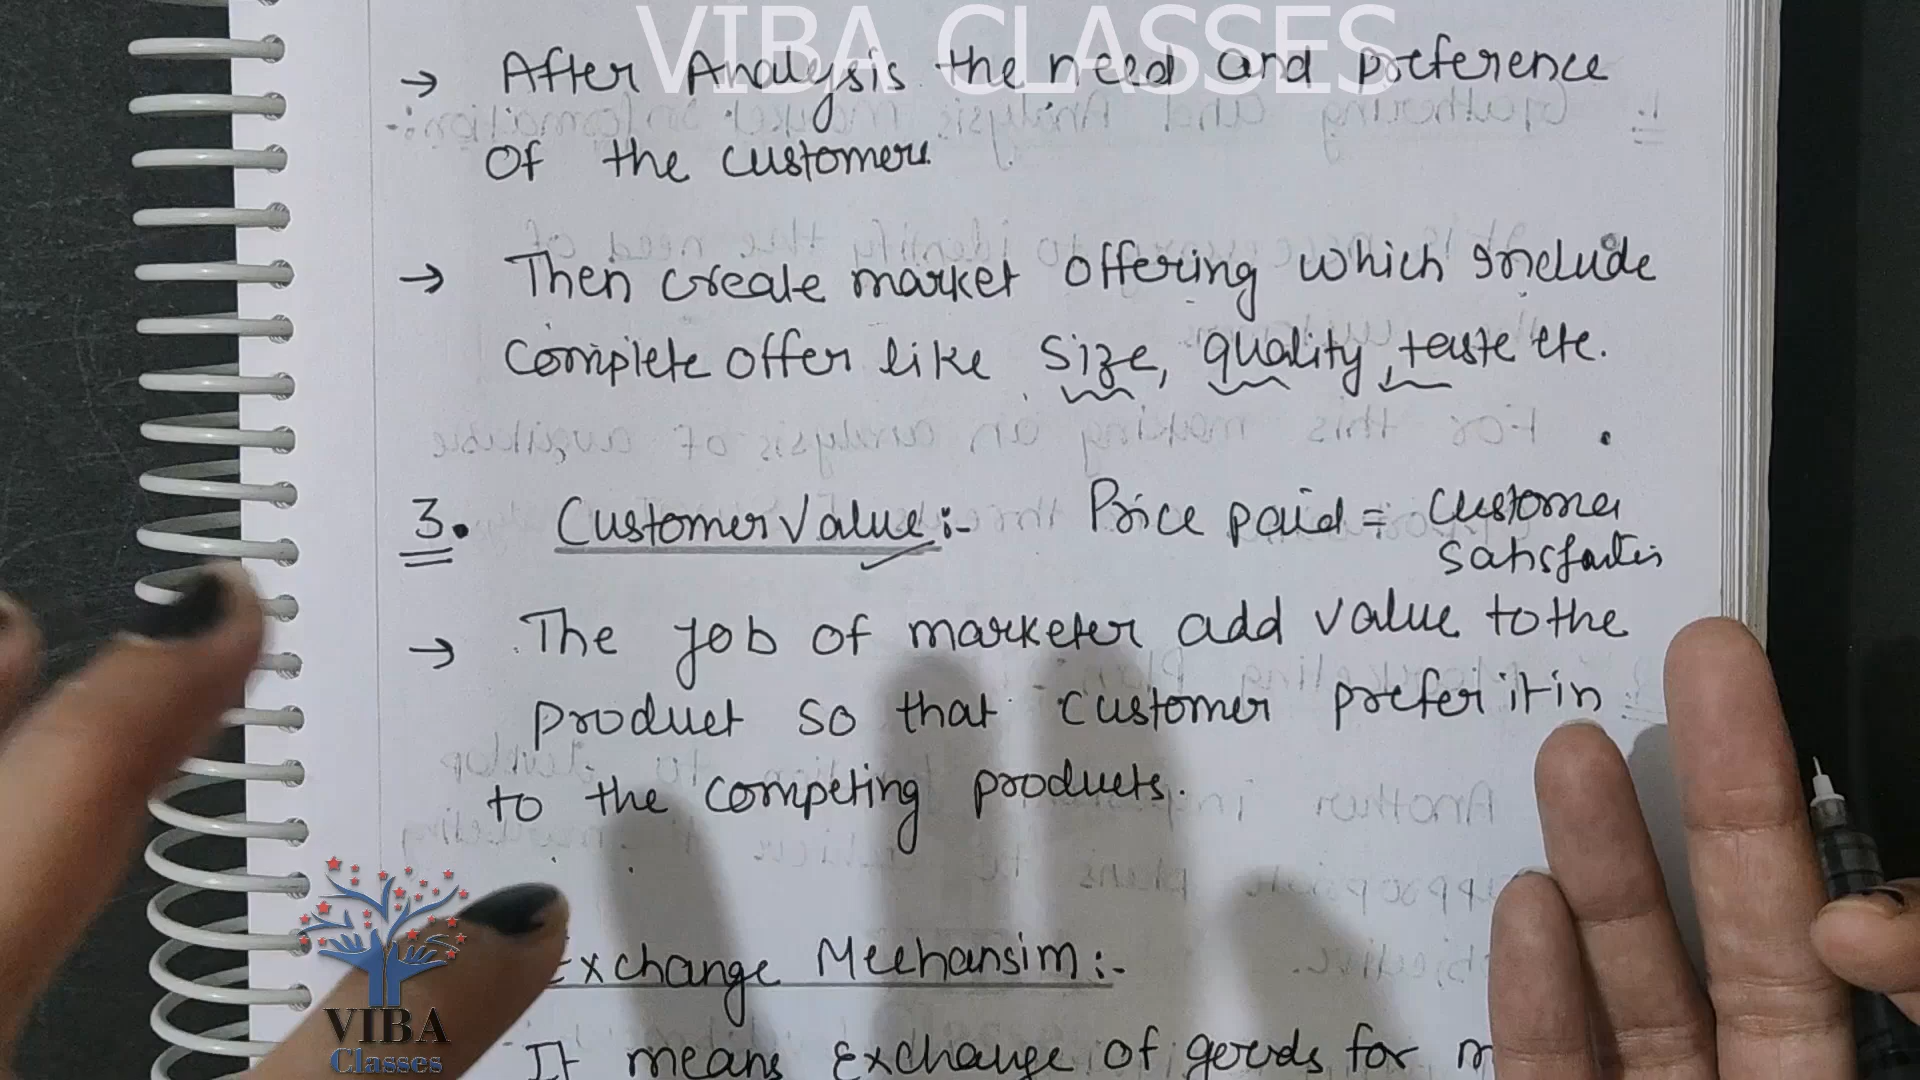 VIBA CLASSES
→ After Analysis the need and preference
of the customers.
→ Then create market offering which include
complete offer like size, quality, taste etc.
3. Customer Value :- Price paid = customer
satisfaction
→ The job of marketer add value to the
product so that customer prefer it in
to the competing products.
Exchange Mechansim :-
It means Exchange of goods for
VIBA
Classes